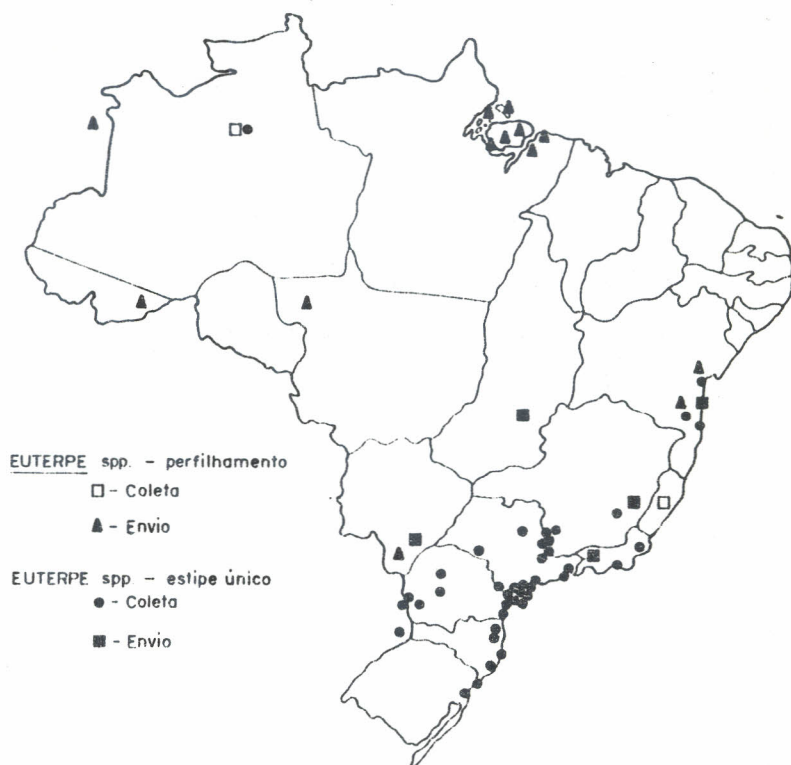 EUTERPE spp. - perfilhamento
□ - Coleta
▲ - Envio
EUTERPE spp - estipe único
● - Coleta
■ - Envio